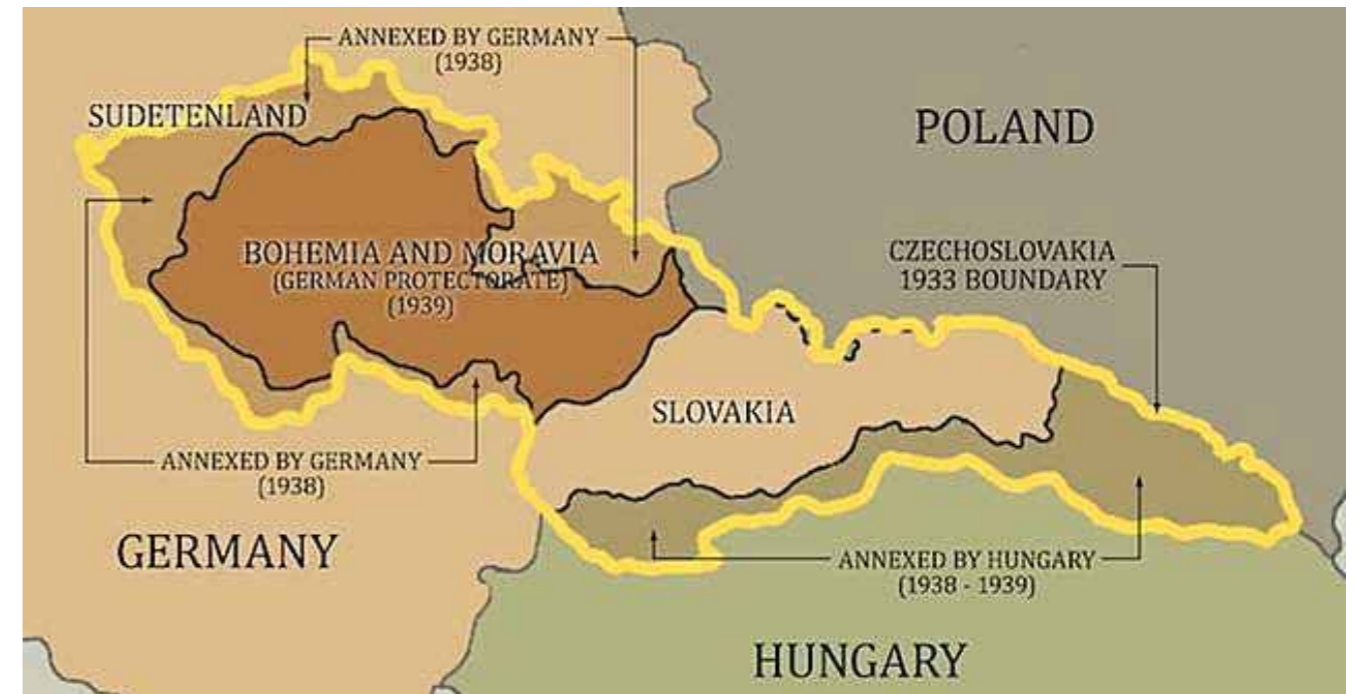 ANNEXED BY GERMANY
(1938)
SUDETENLAND
POLAND
BOHEMIA AND MORAVIA
(GERMAN PROTECTORATE)
(1939)
CZECHOSLOVAKIA
1933 BOUNDARY
SLOVAKIA
ANNEXED BY GERMANY
(1938)
GERMANY
ANNEXED BY HUNGARY
(1938 - 1939)
HUNGARY